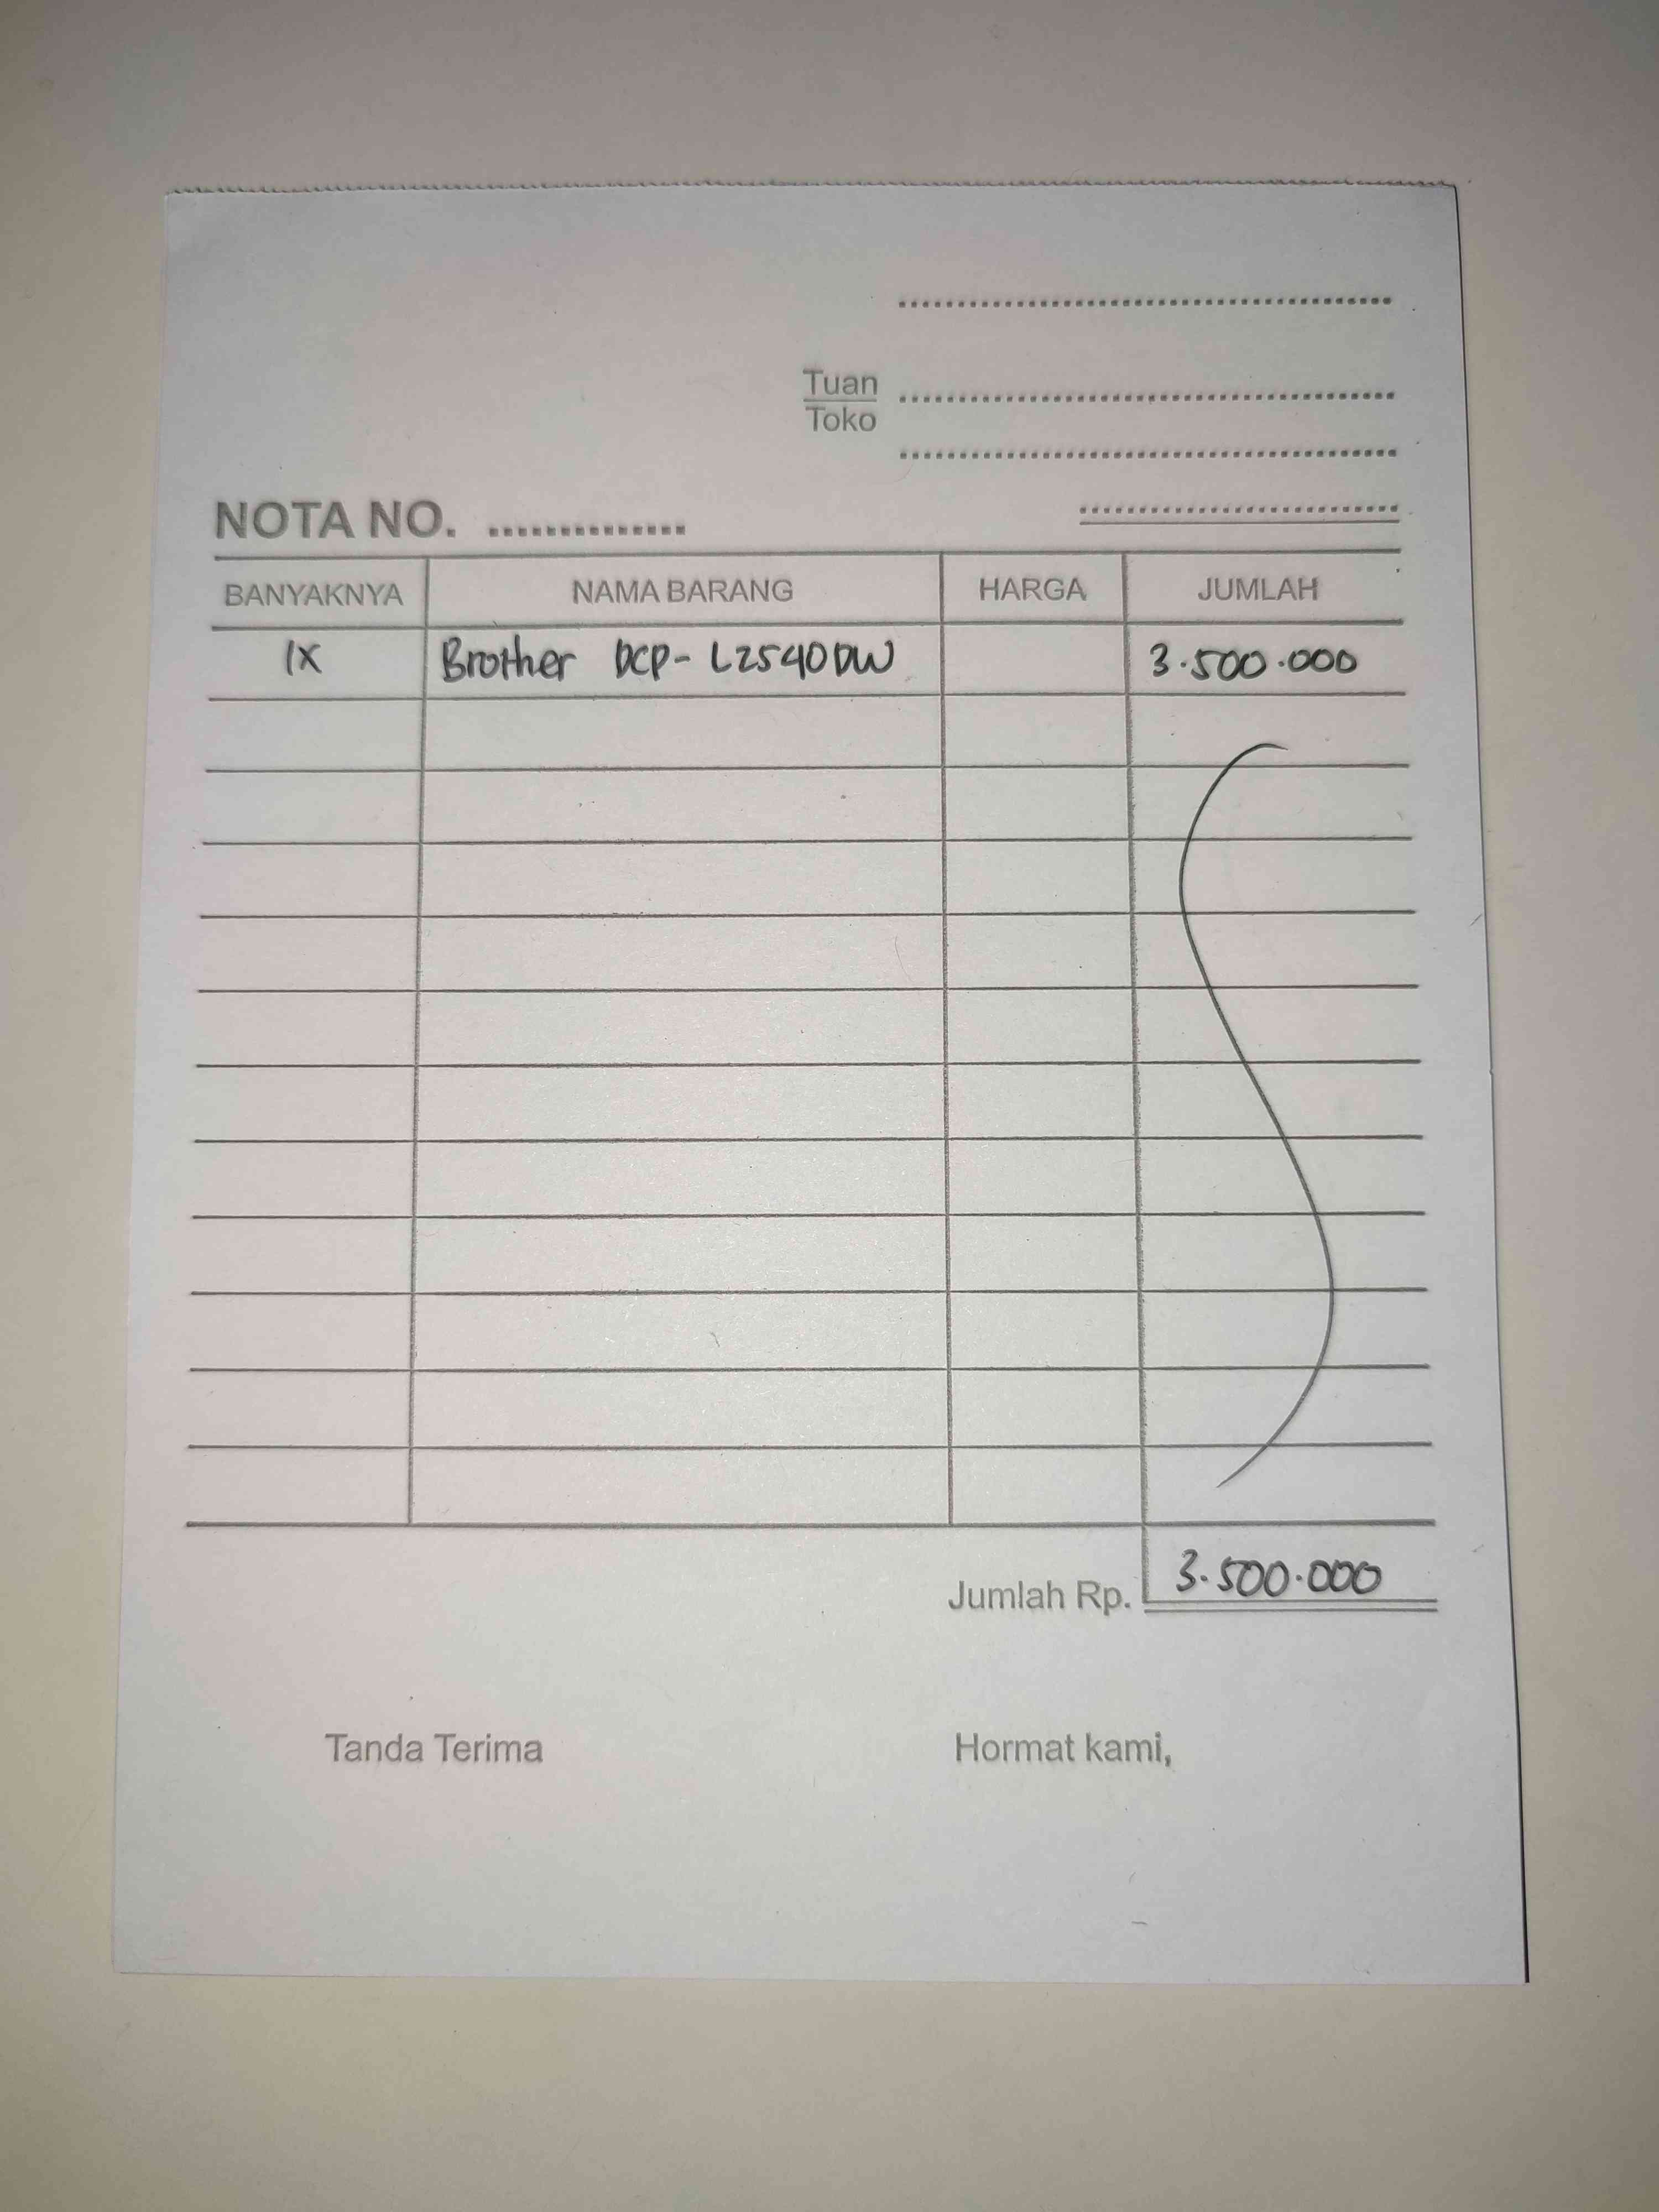 Tuan
Toko
NOTA NO. ..............
BANYAKNYA NAMA BARANG HARGA JUMLAH
1X Brother DCP-L2540DW 3.500.000
Jumlah Rp. 3.500.000
Tanda Terima Hormat kami,